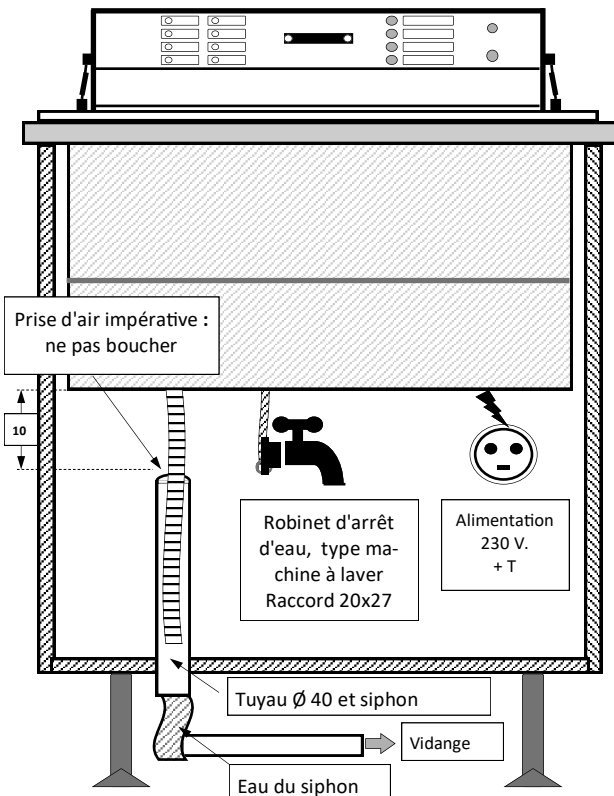 Prise d'air impérative :
ne pas boucher
10
Robinet d'arrêt
d'eau, type ma-
chine à laver
Raccord 20x27
Alimentation
230 V.
+ T
Tuyau Ø 40 et siphon
Vidange
Eau du siphon